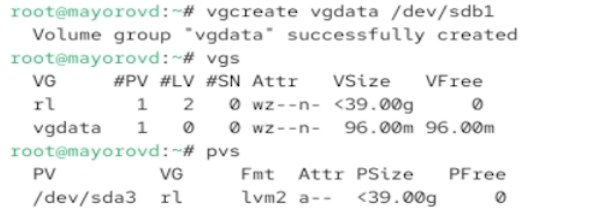 root@mayorovd:~# vgcreate vgdata /dev/sdb1
  Volume group "vgdata" successfully created
root@mayorovd:~# vgs
  VG     #PV #LV #SN Attr   VSize   VFree
  rl       1   2   0 wz--n- <39.00g     0
  vgdata   1   0   0 wz--n-  96.00m 96.00m
root@mayorovd:~# pvs
  PV         VG     Fmt  Attr PSize   PFree
  /dev/sda3  rl     lvm2 a--  <39.00g     0